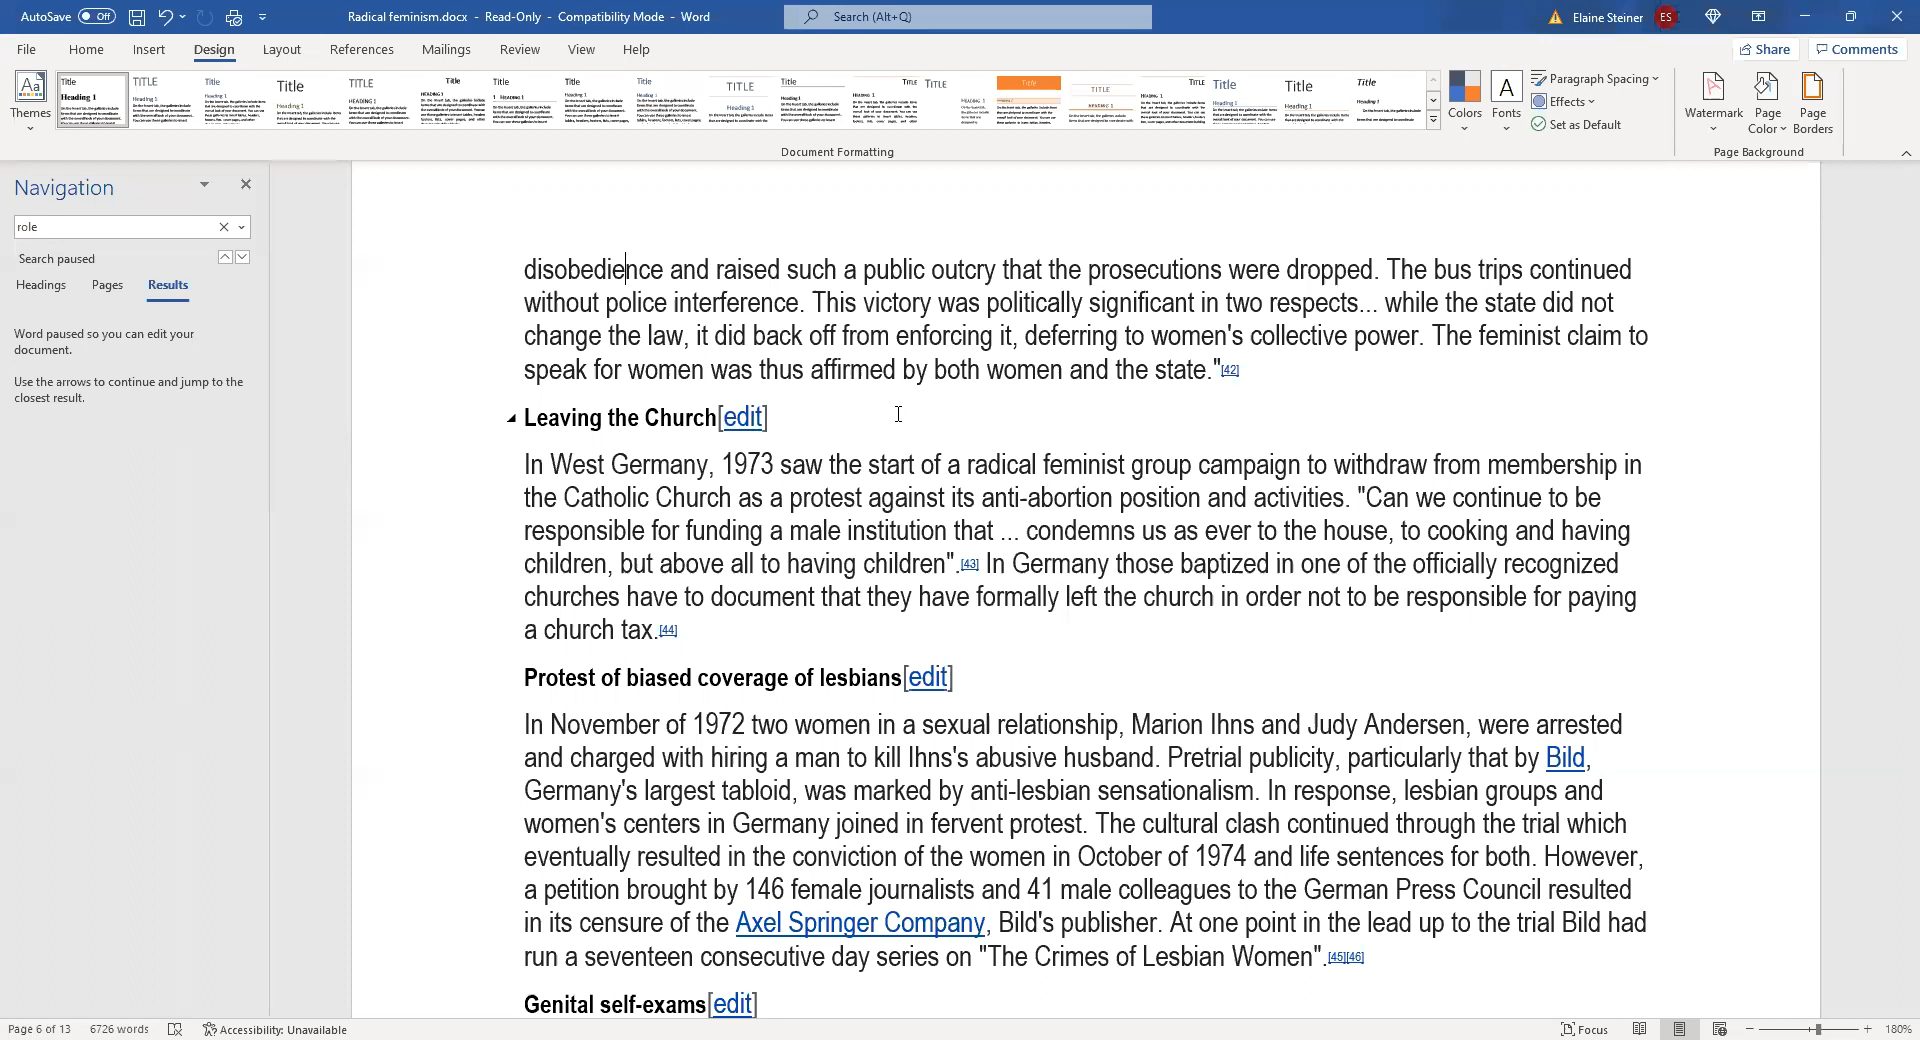 AutoSave Off Radical feminism.docx - Read-Only - Compatibility Mode - Word Search (Alt+Q) Elaine Steiner ES
File Home Insert Design Layout References Mailings Review View Help Share Comments
Themes
Colors
Fonts
Paragraph Spacing
Effects
Set as Default
Watermark
Page Color
Page Borders
Document Formatting
Page Background
Navigation
role
Search paused
Headings Pages Results
Word paused so you can edit your
document.
Use the arrows to continue and jump to the
closest result.
disobedience and raised such a public outcry that the prosecutions were dropped. The bus trips continued
without police interference. This victory was politically significant in two respects... while the state did not
change the law, it did back off from enforcing it, deferring to women's collective power. The feminist claim to
speak for women was thus affirmed by both women and the state."[42]
Leaving the Church[edit]
In West Germany, 1973 saw the start of a radical feminist group campaign to withdraw from membership in
the Catholic Church as a protest against its anti-abortion position and activities. "Can we continue to be
responsible for funding a male institution that ... condemns us as ever to the house, to cooking and having
children, but above all to having children".[43] In Germany those baptized in one of the officially recognized
churches have to document that they have formally left the church in order not to be responsible for paying
a church tax.[44]
Protest of biased coverage of lesbians[edit]
In November of 1972 two women in a sexual relationship, Marion Ihns and Judy Andersen, were arrested
and charged with hiring a man to kill Ihns's abusive husband. Pretrial publicity, particularly that by Bild,
Germany's largest tabloid, was marked by anti-lesbian sensationalism. In response, lesbian groups and
women's centers in Germany joined in fervent protest. The cultural clash continued through the trial which
eventually resulted in the conviction of the women in October of 1974 and life sentences for both. However,
a petition brought by 146 female journalists and 41 male colleagues to the German Press Council resulted
in its censure of the Axel Springer Company, Bild's publisher. At one point in the lead up to the trial Bild had
run a seventeen consecutive day series on "The Crimes of Lesbian Women".[45][46]
Genital self-exams[edit]
Page 6 of 13 6726 words Accessibility: Unavailable Focus 180%